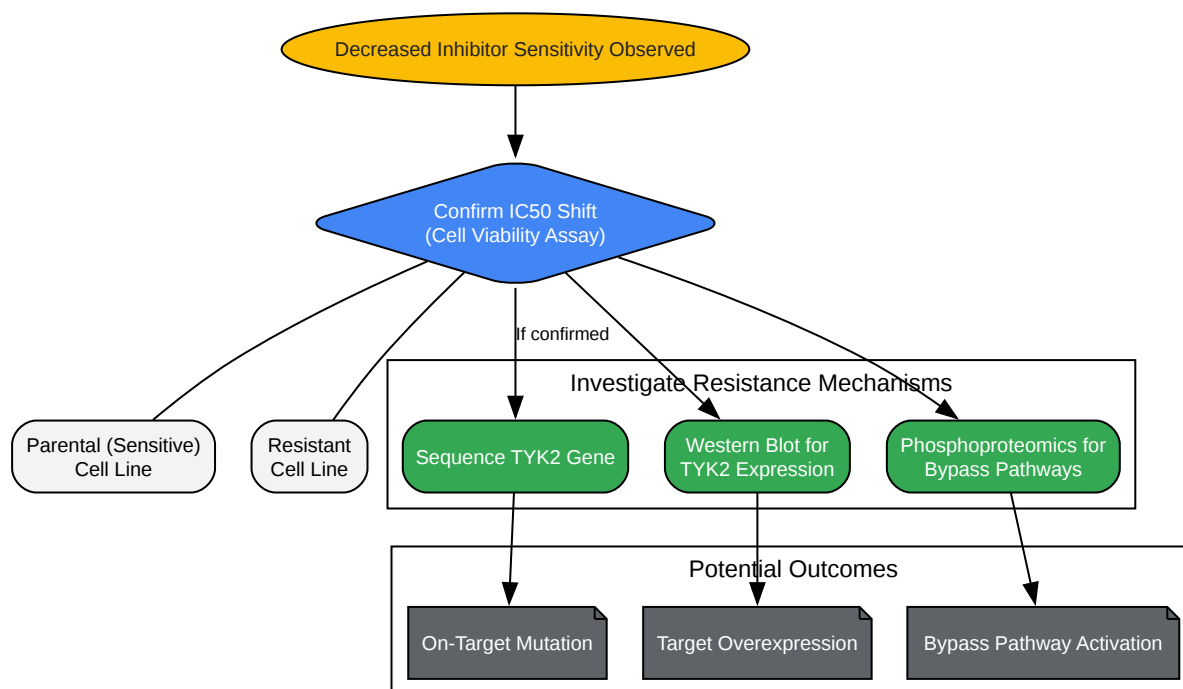 Decreased Inhibitor Sensitivity Observed
Confirm IC50 Shift
(Cell Viability Assay)
If confirmed
Investigate Resistance Mechanisms
Parental (Sensitive)
Cell Line
Resistant
Cell Line
Sequence TYK2 Gene
Western Blot for
TYK2 Expression
Phosphoproteomics for
Bypass Pathways
Potential Outcomes
On-Target Mutation
Target Overexpression
Bypass Pathway Activation